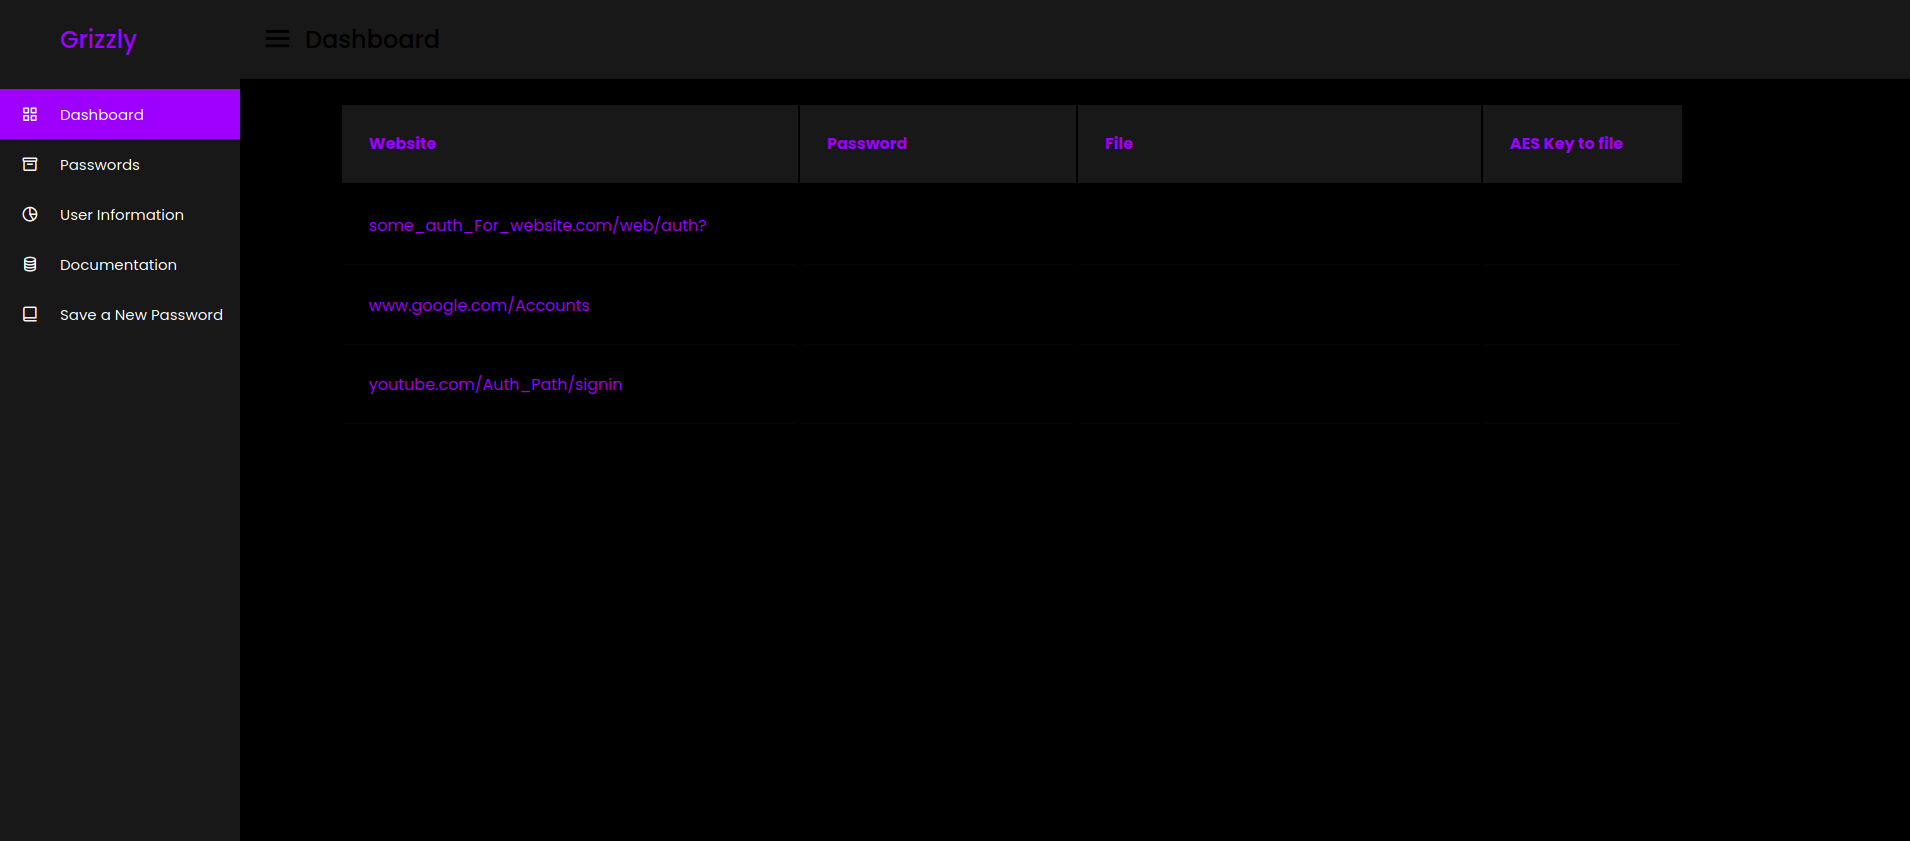 Grizzly
Dashboard
Dashboard
Passwords
User Information
Documentation
Save a New Password
Website Password File AES Key to file
some_auth_For_website.com/web/auth?
www.google.com/Accounts
youtube.com/Auth_Path/signin